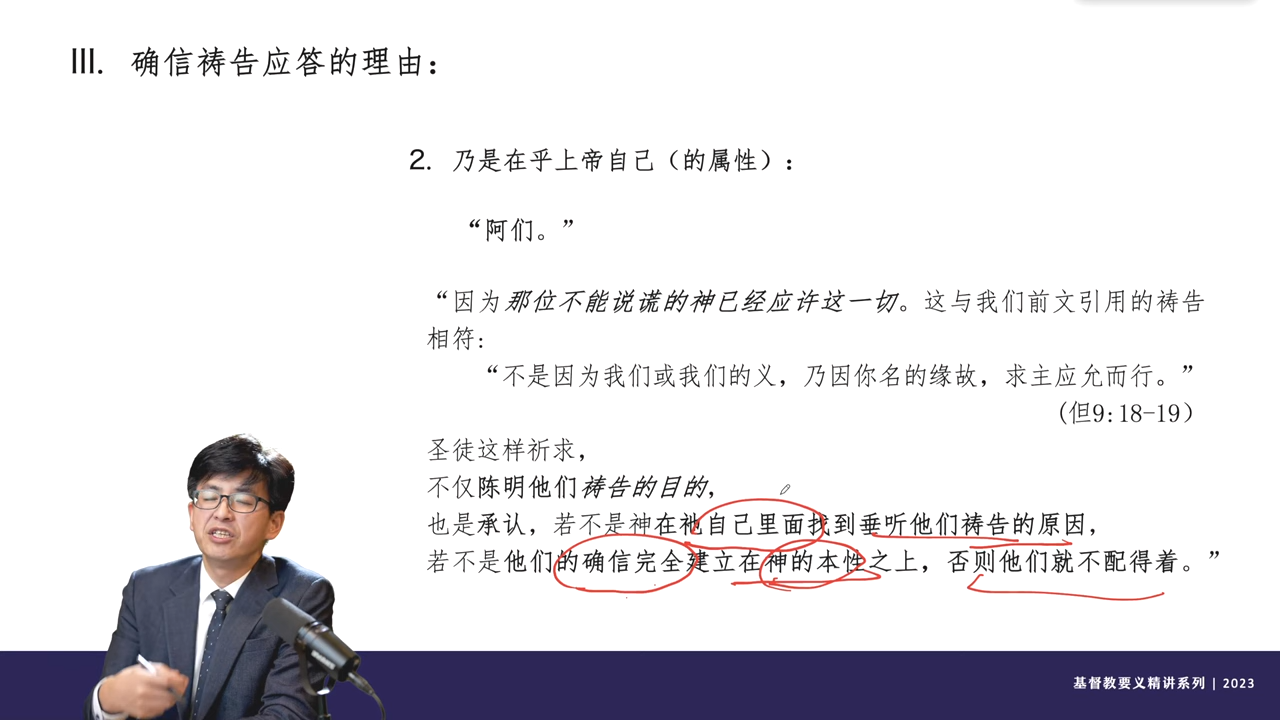 III. 确信祷告应答的理由：
2. 乃是在乎上帝自己（的属性）：
“阿们。”
“因为那位不能说谎的神已经应许这一切。这与我们前文引用的祷告
相符：
“不是因为我们或我们的义，乃因你名的缘故，求主应允而行。”
(但9:18-19）
圣徒这样祈求，
不仅陈明他们祷告的目的，
也是承认，若不是神在祂自己里面找到垂听他们祷告的原因，
若不是他们的确信完全建立在神的本性之上，否则他们就不配得着。”
基督教要义精讲系列 | 2023